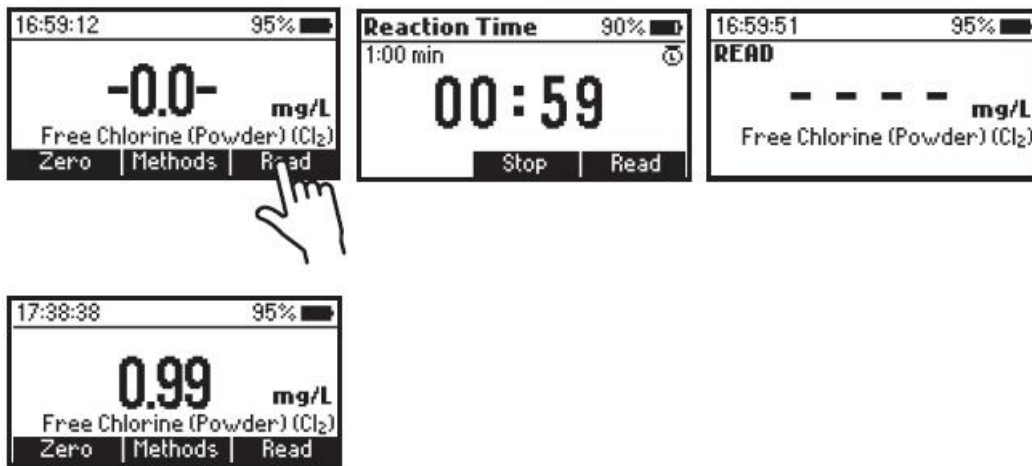 16:59:12 95%
-0.0- mg/L
Free Chlorine (Powder) (Cl₂)
Zero Methods Read
Reaction Time 90%
1:00 min
00:59
Stop Read
16:59:51 95%
READ
- - - - mg/L
Free Chlorine (Powder) (Cl₂)
17:38:38 95%
0.99 mg/L
Free Chlorine (Powder) (Cl₂)
Zero Methods Read